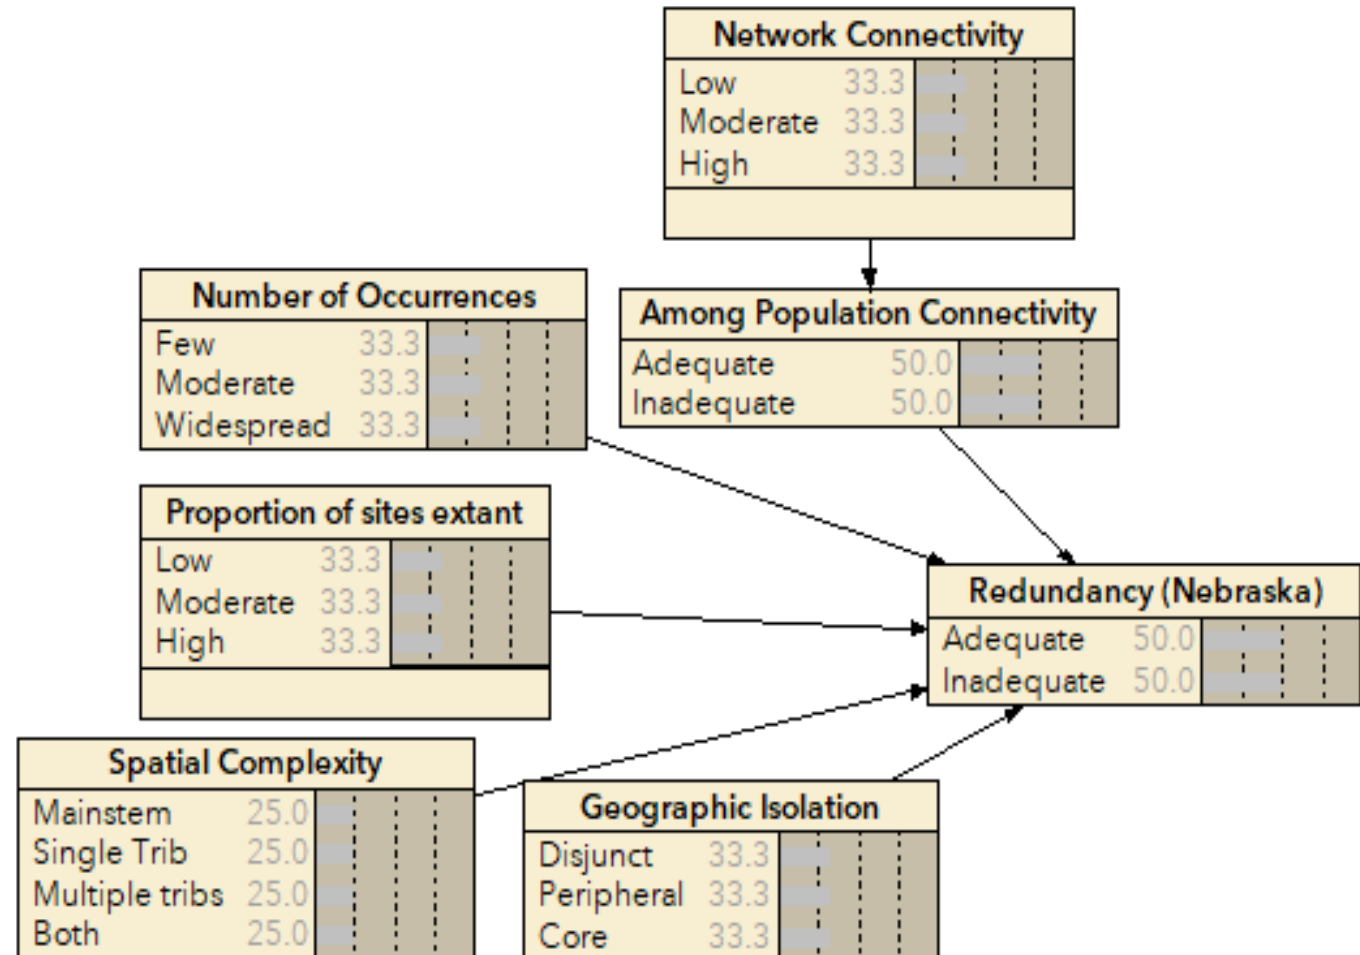 Network Connectivity
Low 33.3
Moderate 33.3
High 33.3
Number of Occurrences
Few 33.3
Moderate 33.3
Widespread 33.3
Among Population Connectivity
Adequate 50.0
Inadequate 50.0
Proportion of sites extant
Low 33.3
Moderate 33.3
High 33.3
Redundancy (Nebraska)
Adequate 50.0
Inadequate 50.0
Spatial Complexity
Mainstem 25.0
Single Trib 25.0
Multiple tribs 25.0
Both 25.0
Geographic Isolation
Disjunct 33.3
Peripheral 33.3
Core 33.3